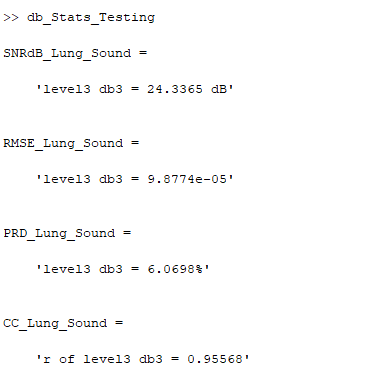 >> db_Stats_Testing
SNRdB_Lung_Sound =
'level3 db3 = 24.3365 dB'
RMSE_Lung_Sound =
'level3 db3 = 9.8774e-05'
PRD_Lung_Sound =
'level3 db3 = 6.0698%'
CC_Lung_Sound =
'r of level3 db3 = 0.95568'